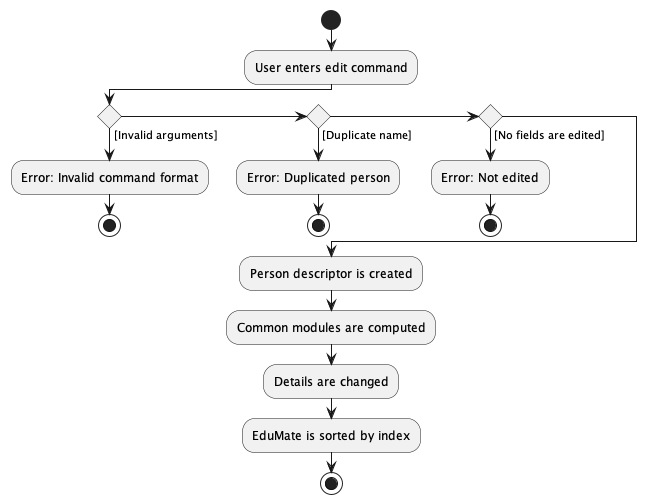 User enters edit command
[Invalid arguments]
[Duplicate name]
[No fields are edited]
Error: Invalid command format
Error: Duplicated person
Error: Not edited
Person descriptor is created
Common modules are computed
Details are changed
EduMate is sorted by index